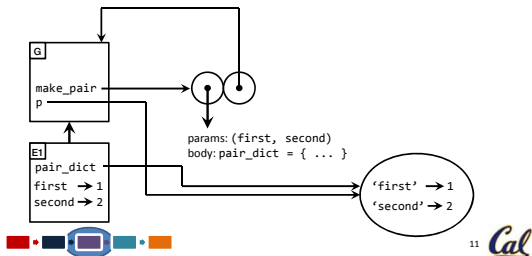 G
make_pair
p
params: (first, second)
body: pair_dict = { ... }
E1
pair_dict
first → 1
second → 2
‘first’ → 1
‘second’ → 2
11
Cal